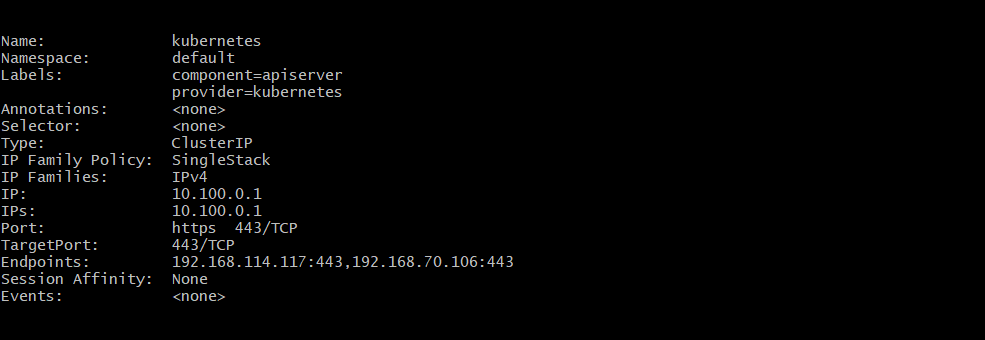 Name:              kubernetes
Namespace:         default
Labels:            component=apiserver
                   provider=kubernetes
Annotations:       <none>
Selector:          <none>
Type:              ClusterIP
IP Family Policy:  SingleStack
IP Families:       IPv4
IP:                10.100.0.1
IPs:               10.100.0.1
Port:              https  443/TCP
TargetPort:        443/TCP
Endpoints:         192.168.114.117:443,192.168.70.106:443
Session Affinity:  None
Events:            <none>